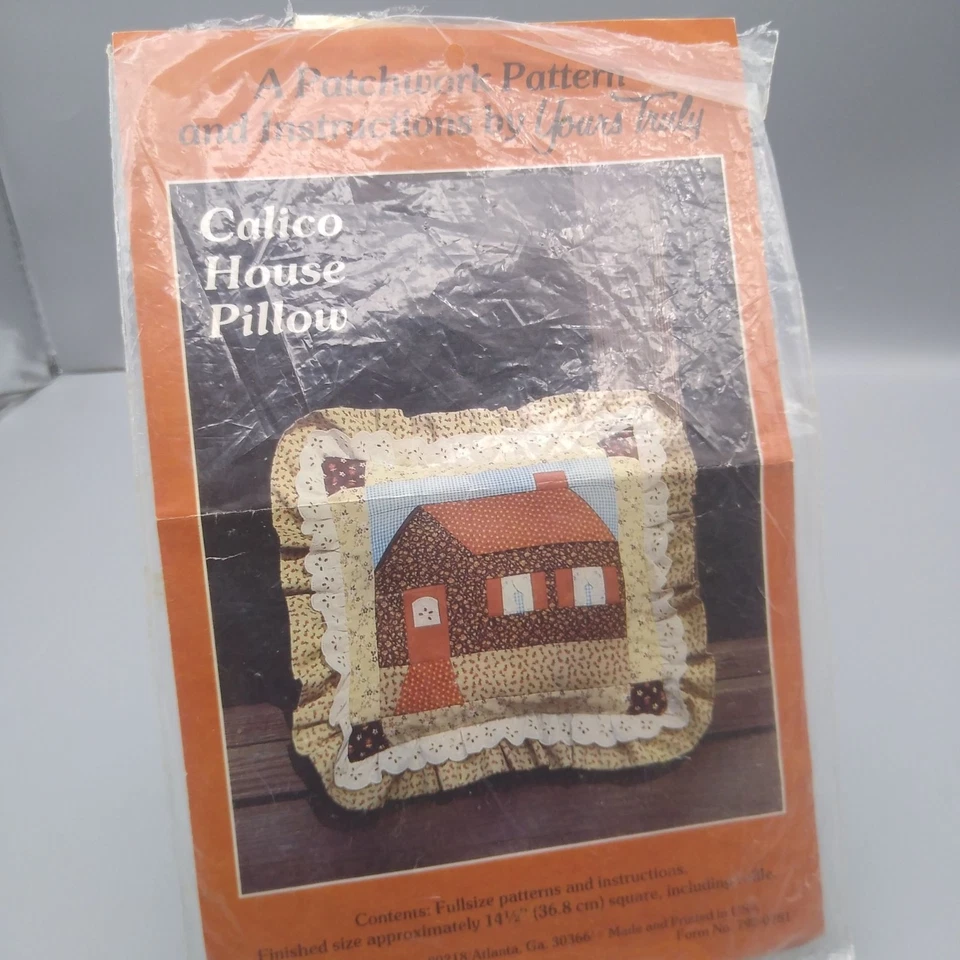 A Patchwork Pattern
and Instructions by Yours Truly
Calico
House
Pillow
Contents: Fullsize patterns and instructions.
Finished size approximately 14½" (36.8 cm) square, including
Atlanta, Ga. 30366 Made and Printed in USA
Form No.